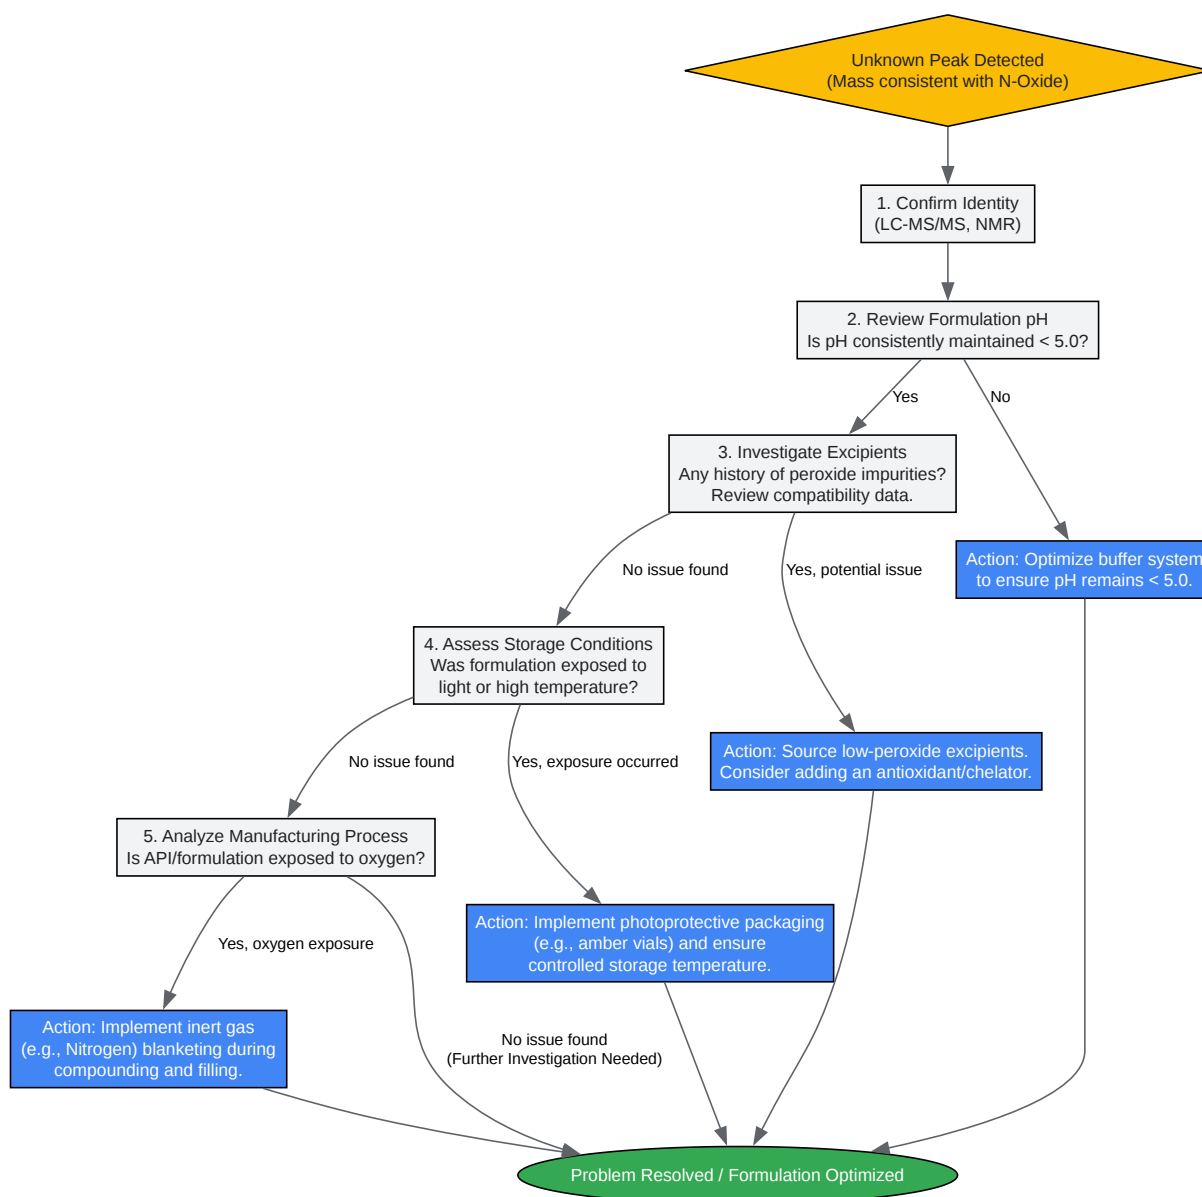 Unknown Peak Detected
(Mass consistent with N-Oxide)
1. Confirm Identity
(LC-MS/MS, NMR)
2. Review Formulation pH
Is pH consistently maintained < 5.0?
Yes
No
3. Investigate Excipients
Any history of peroxide impurities?
Review compatibility data.
Action: Optimize buffer system
to ensure pH remains < 5.0.
No issue found
Yes, potential issue
4. Assess Storage Conditions
Was formulation exposed to
light or high temperature?
Action: Source low-peroxide excipients.
Consider adding an antioxidant/chelator.
No issue found
Yes, exposure occurred
5. Analyze Manufacturing Process
Is API/formulation exposed to oxygen?
Action: Implement photoprotective packaging
(e.g., amber vials) and ensure
controlled storage temperature.
Yes, oxygen exposure
Action: Implement inert gas
(e.g., Nitrogen) blanketing during
compounding and filling.
No issue found
(Further Investigation Needed)
Problem Resolved / Formulation Optimized